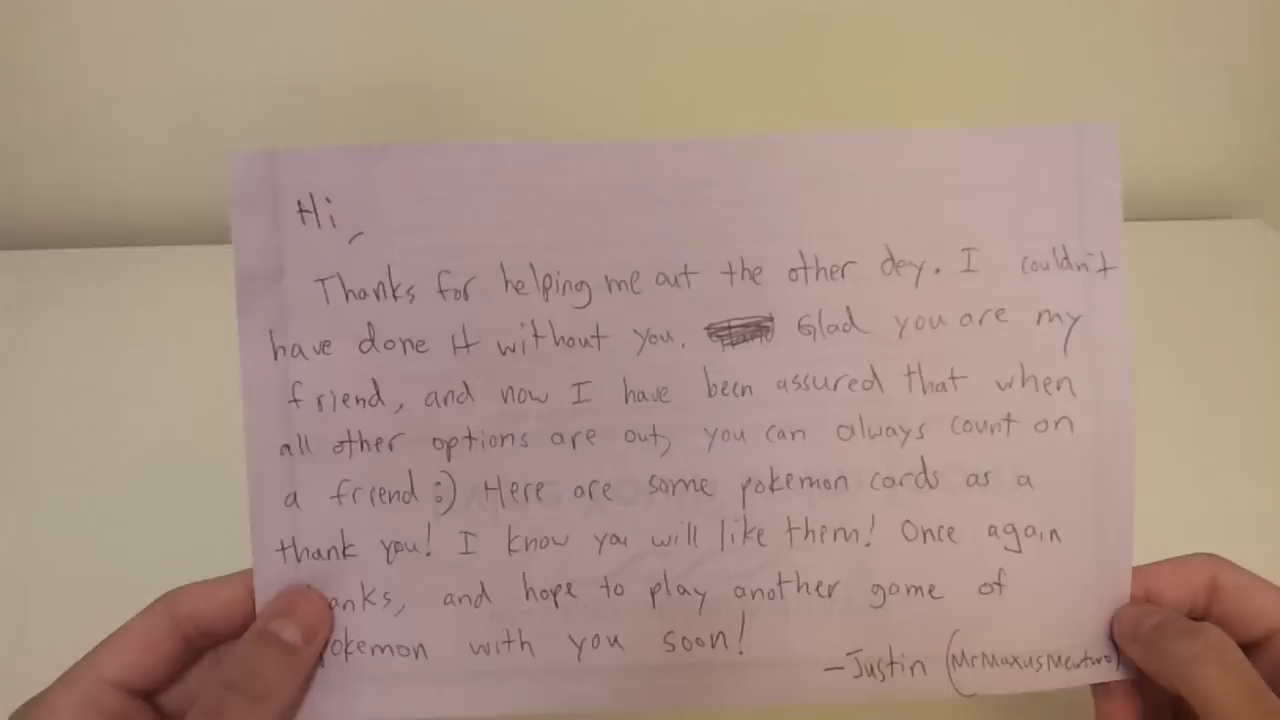 Hi,
Thanks for helping me out the other day. I couldn't
have done it without you. Glad you are my
friend, and now I have been assured that when
all other options are out, you can always count on
a friend :) Here are some pokemon cards as a
thank you! I know you will like them! Once again
anks, and hope to play another game of
okemon with you soon!
-Justin (MrMaxusMewtwo)